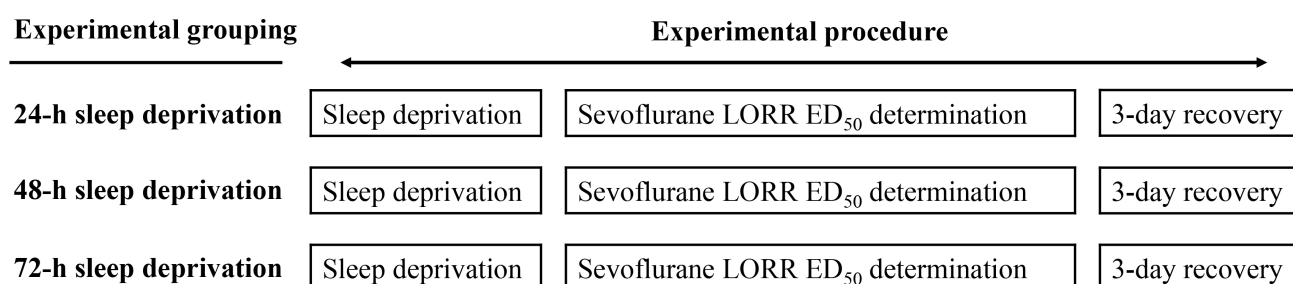 Experimental grouping Experimental procedure
24-h sleep deprivation Sleep deprivation Sevoflurane LORR ED₅₀ determination 3-day recovery
48-h sleep deprivation Sleep deprivation Sevoflurane LORR ED₅₀ determination 3-day recovery
72-h sleep deprivation Sleep deprivation Sevoflurane LORR ED₅₀ determination 3-day recovery